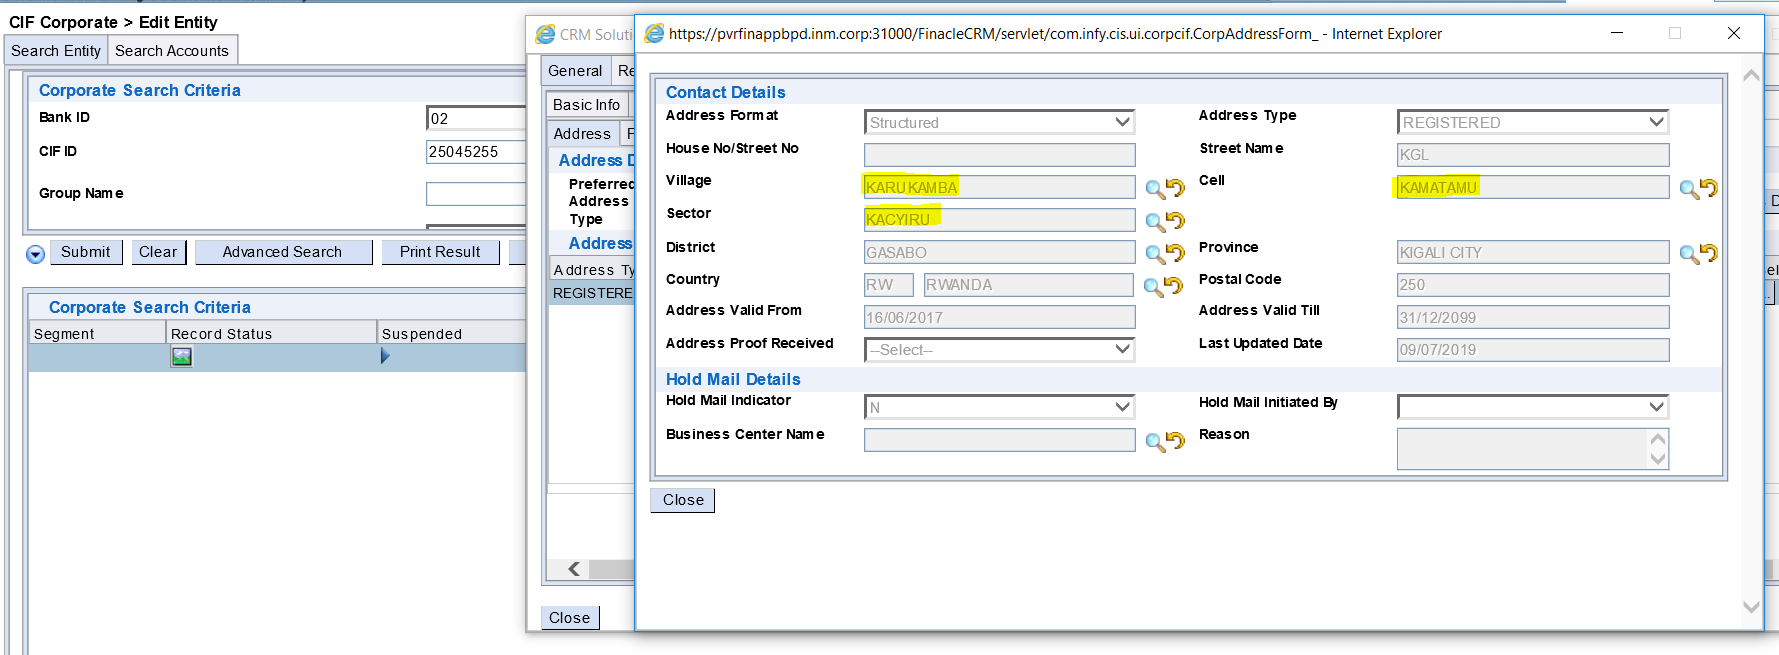 CIF Corporate > Edit Entity
Search Entity
Search Accounts
Corporate Search Criteria
Bank ID
02
CIF ID
25045255
Group Name
Submit
Clear
Advanced Search
Print Result
Corporate Search Criteria
Segment
Record Status
Suspended
CRM Soluti
General
Re
Basic Info
Address
F
Address D
Preferred
Address
Type
Address
Address Ty
REGISTERE
Close
https://pvrfinappbpd.inm.corp:31000/FinacleCRM/servlet/com.infy.cis.ui.corpcif.CorpAddressForm_ - Internet Explorer
Contact Details
Address Format
Structured
Address Type
REGISTERED
House No/Street No
Street Name
KGL
Village
KARUKAMBA
Cell
KAMATAMU
Sector
KACYIRU
District
GASABO
Province
KIGALI CITY
Country
RW
RWANDA
Postal Code
250
Address Valid From
16/06/2017
Address Valid Till
31/12/2099
Address Proof Received
--Select--
Last Updated Date
09/07/2019
Hold Mail Details
Hold Mail Indicator
N
Hold Mail Initiated By
Business Center Name
Reason
Close
D
el